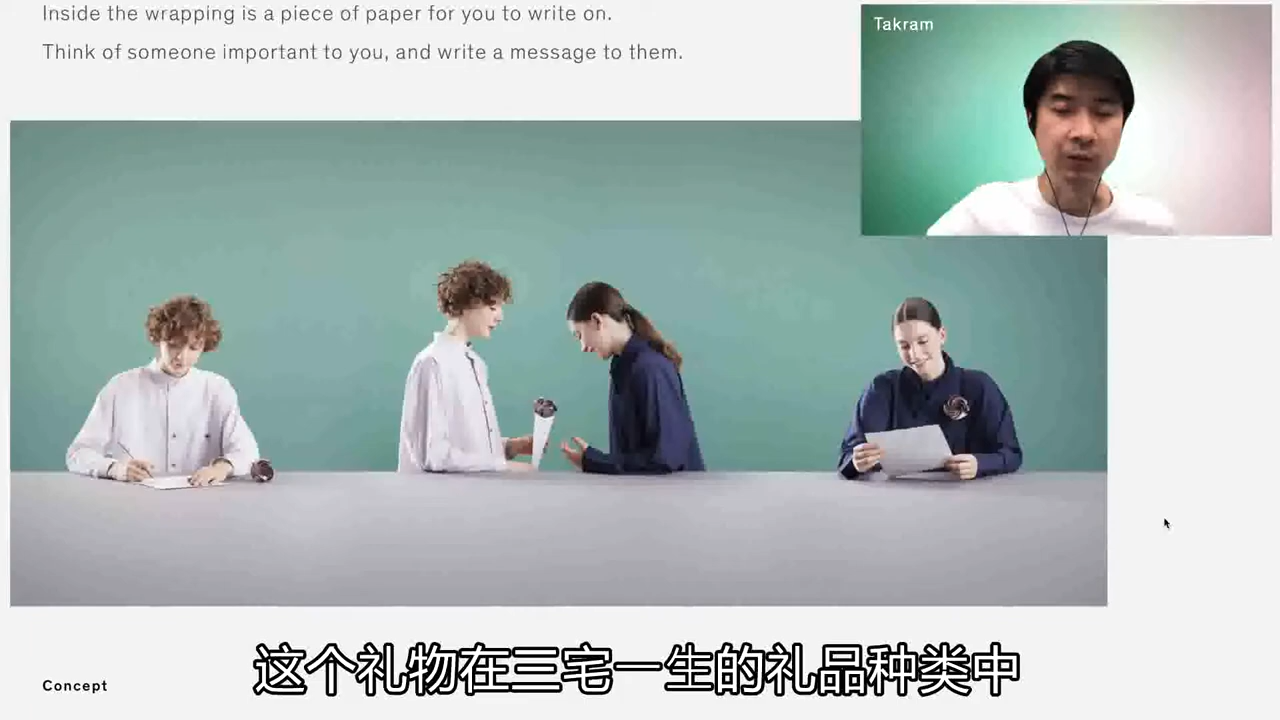 Inside the wrapping is a piece of paper for you to write on.
Think of someone important to you, and write a message to them.
Takram
Concept
这个礼物在三宅一生的礼品种类中